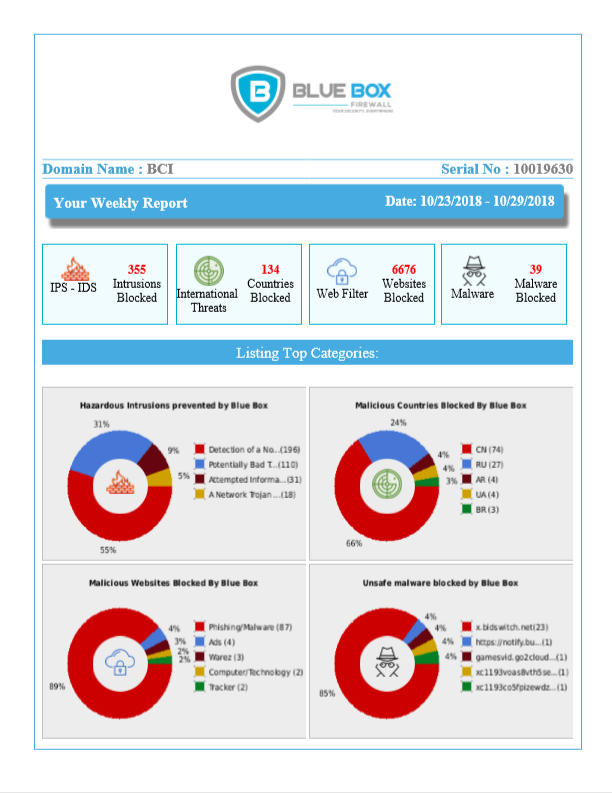 BLUE BOX
FIREWALL
YOUR SECURITY, EVERYWHERE
Domain Name : BCI
Serial No : 10019630
Your Weekly Report
Date: 10/23/2018 - 10/29/2018
IPS - IDS
355
Intrusions
Blocked
International
Threats
134
Countries
Blocked
Web Filter
6676
Websites
Blocked
Malware
39
Malware
Blocked
Listing Top Categories:
Hazardous Intrusions prevented by Blue Box
31%
9%
5%
55%
Detection of a No...(196)
Potentially Bad T...(110)
Attempted Informa...(31)
A Network Trojan ...(18)
Malicious Countries Blocked By Blue Box
24%
4%
4%
3%
66%
CN (74)
RU (27)
AR (4)
UA (4)
BR (3)
Malicious Websites Blocked By Blue Box
4%
3%
2%
2%
89%
Phishing/Malware (87)
Ads (4)
Warez (3)
Computer/Technology (2)
Tracker (2)
Unsafe malware blocked by Blue Box
4%
4%
4%
4%
85%
x.bidswitch.net(23)
https://notify.bu...(1)
gamesvid.go2cloud...(1)
xc1193voas8vth5se...(1)
xc1193co5fpizewdz...(1)